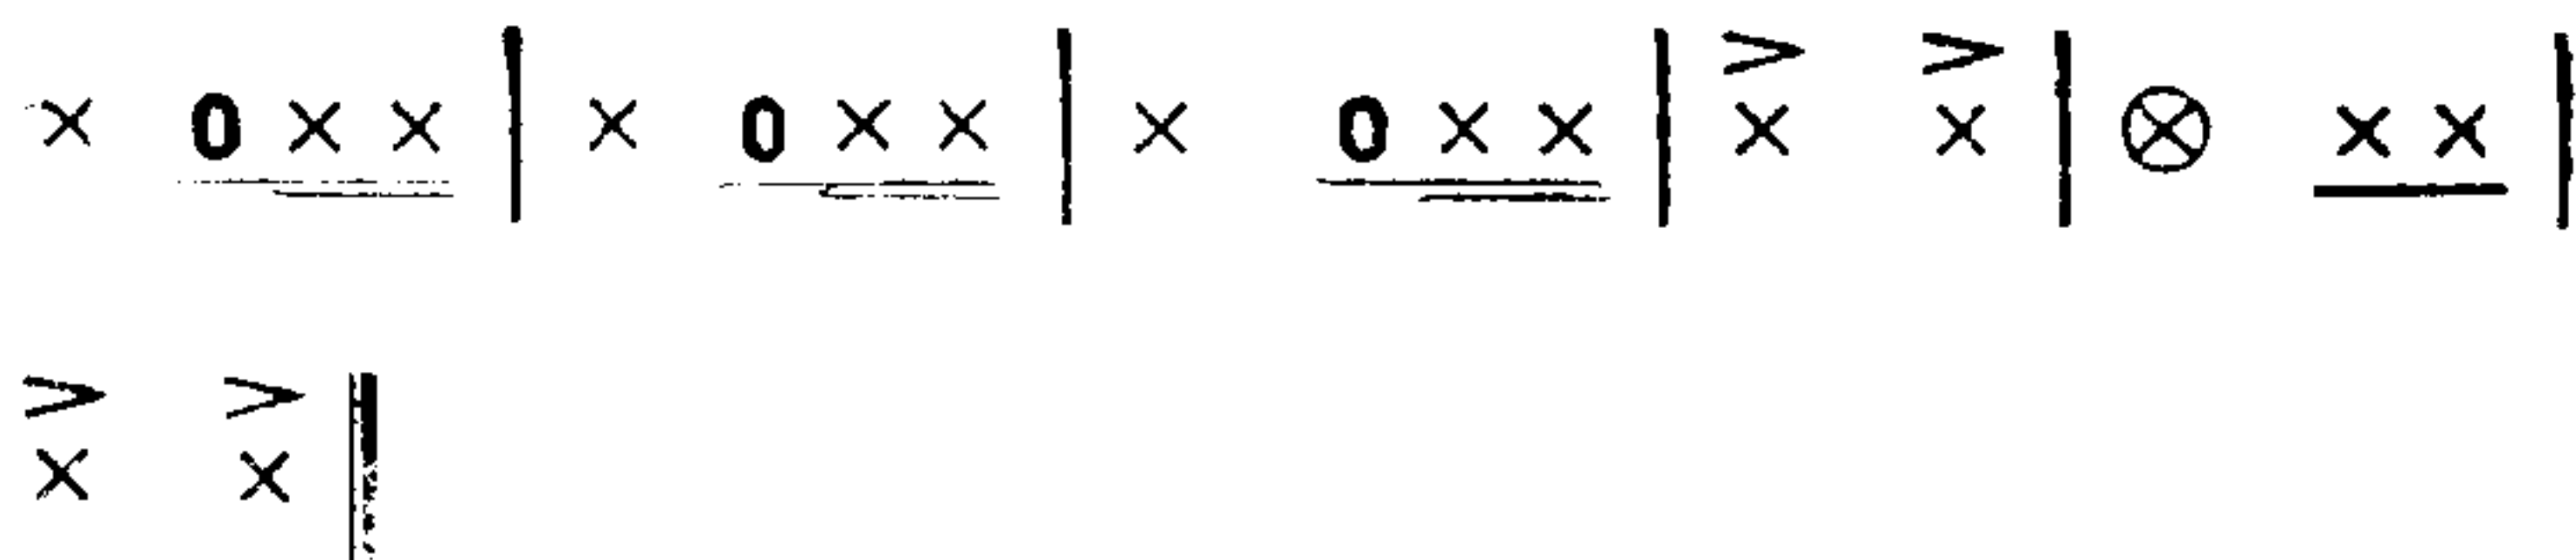 × 0 × × | × 0 × × | × 0 × × | > × > × | ⊗ × × |
> × > × ‖